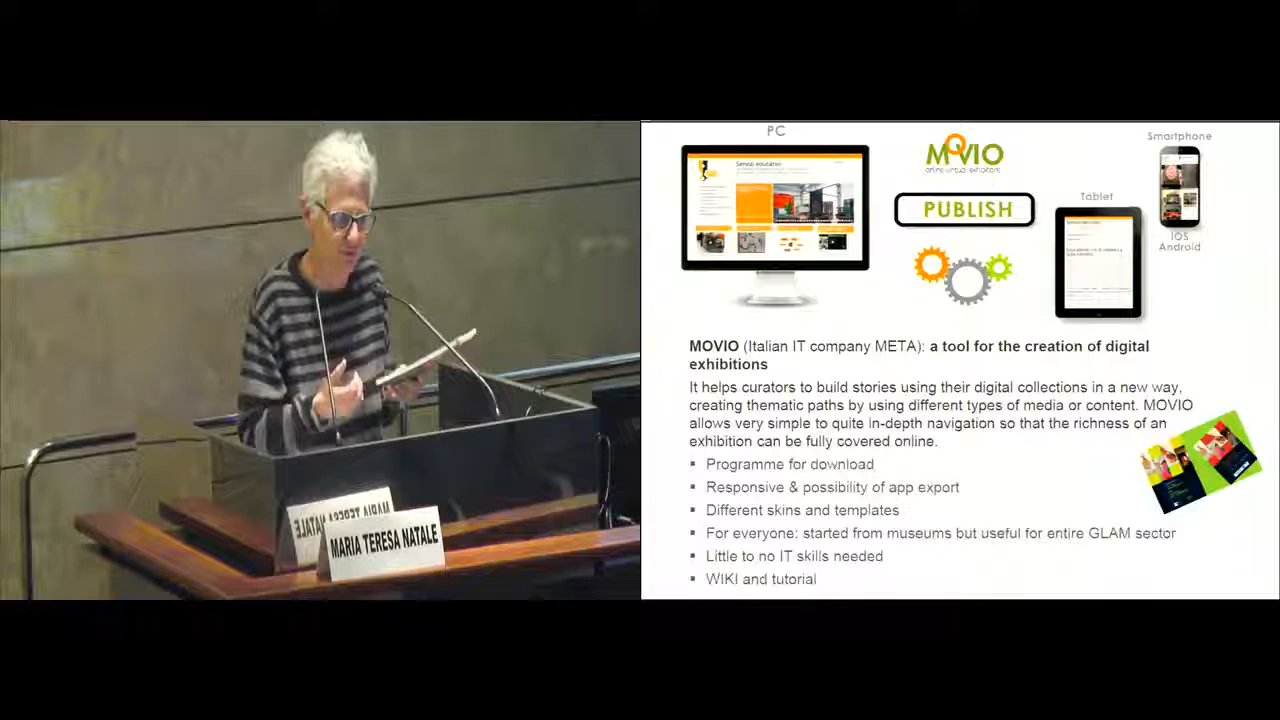 MARIA TERESA NATALE
MARIA TERESA NATALE
PC
Servizi educativi
MOVIO
online virtual exhibitions
PUBLISH
Tablet
Smartphone
iOS
Android
MOVIO (Italian IT company META): a tool for the creation of digital
exhibitions
It helps curators to build stories using their digital collections in a new way,
creating thematic paths by using different types of media or content. MOVIO
allows very simple to quite in-depth navigation so that the richness of an
exhibition can be fully covered online.
▪ Programme for download
▪ Responsive & possibility of app export
▪ Different skins and templates
▪ For everyone: started from museums but useful for entire GLAM sector
▪ Little to no IT skills needed
▪ WIKI and tutorial